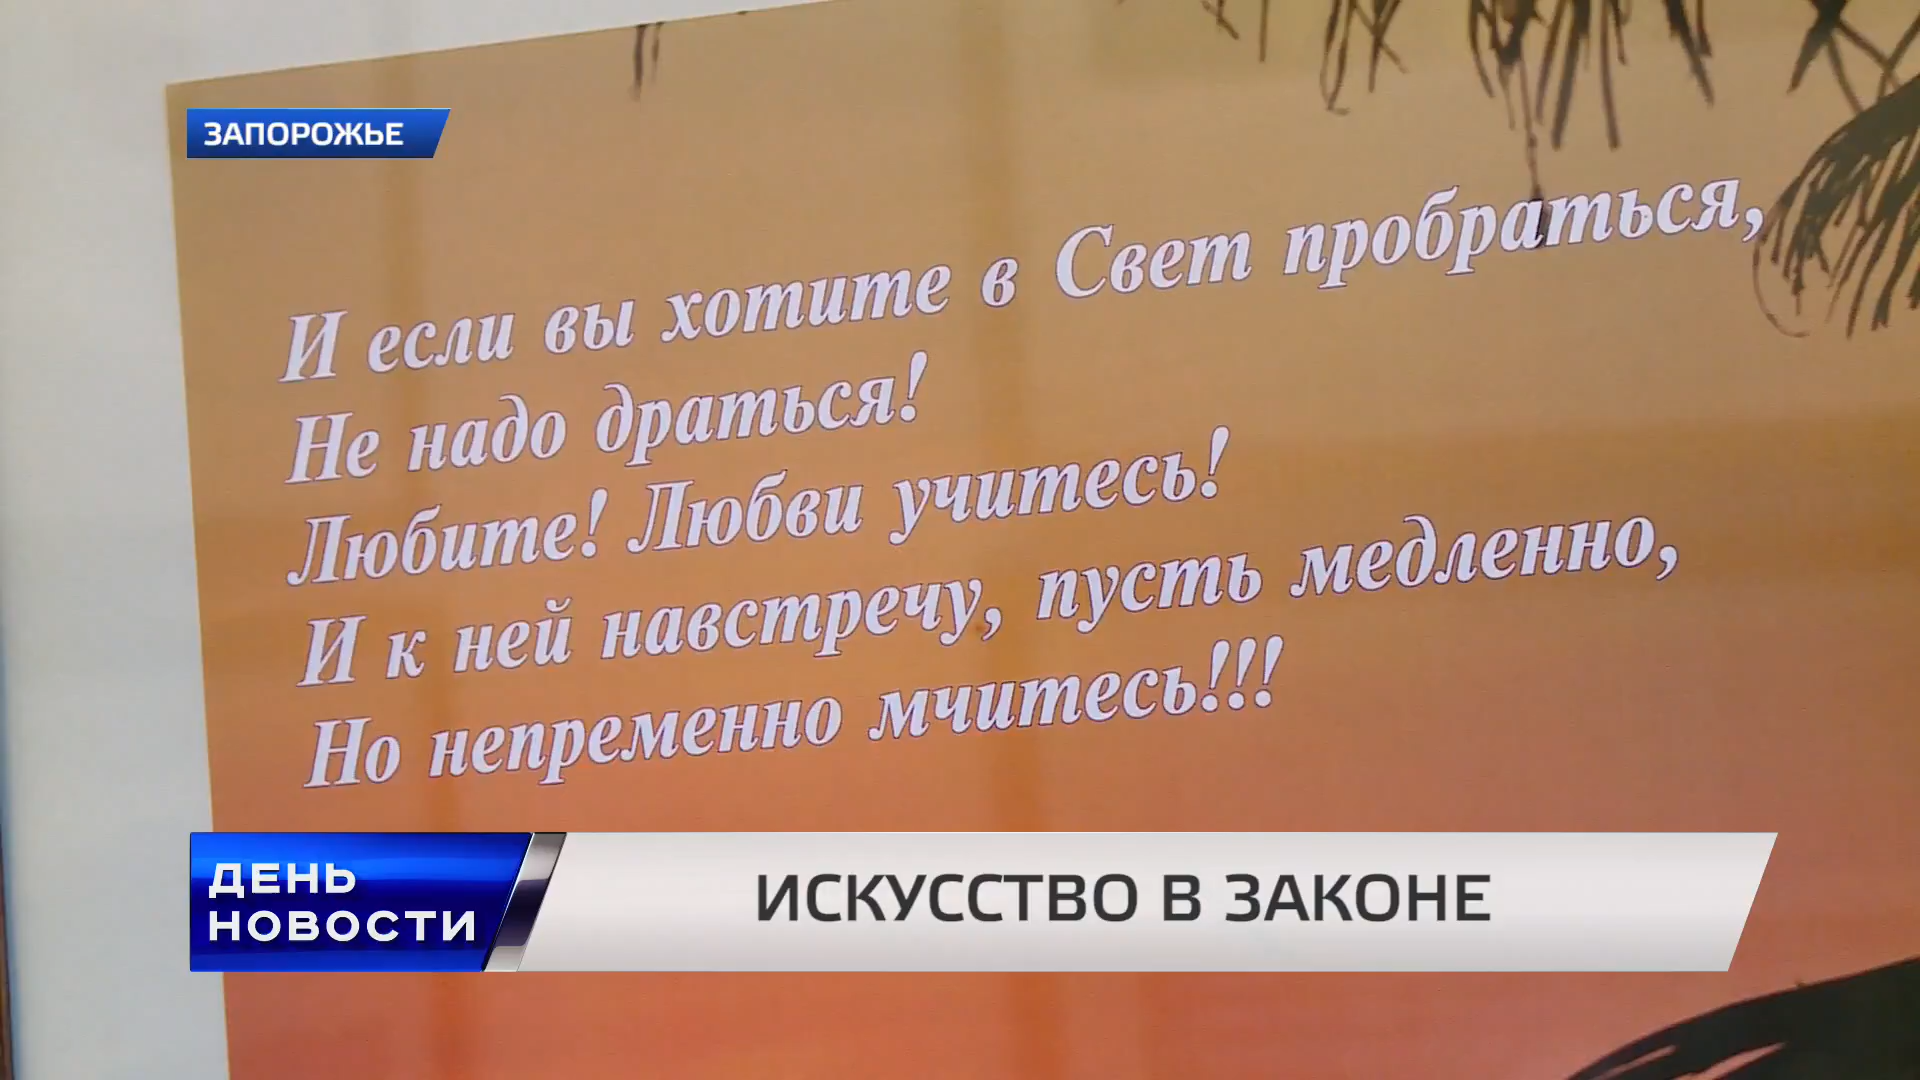 ЗАПОРОЖЬЕ
И если вы хотите в Свет пробраться,
Не надо драться!
Любите! Любви учитесь!
И к ней навстречу, пусть медленно,
Но непременно мчитесь!!!
ДЕНЬ
НОВОСТИ
ИСКУССТВО В ЗАКОНЕ